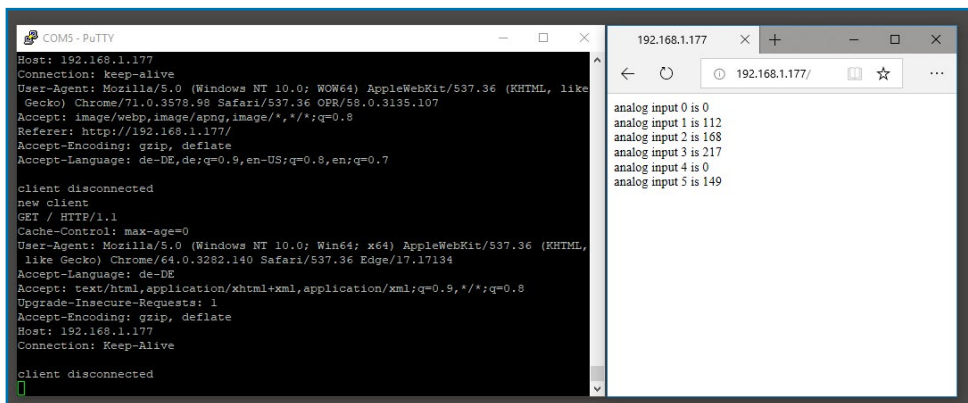 COM5 - PuTTY
Host: 192.168.1.177
Connection: keep-alive
User-Agent: Mozilla/5.0 (Windows NT 10.0; WOW64) AppleWebKit/537.36 (KHTML, like
Gecko) Chrome/71.0.3578.98 Safari/537.36 OPR/58.0.3135.107
Accept: image/webp,image/apng,image/*,*/*;q=0.8
Referer: http://192.168.1.177/
Accept-Encoding: gzip, deflate
Accept-Language: de-DE,de;q=0.9,en-US;q=0.8,en;q=0.7
client disconnected
new client
GET / HTTP/1.1
Cache-Control: max-age=0
User-Agent: Mozilla/5.0 (Windows NT 10.0; Win64; x64) AppleWebKit/537.36 (KHTML,
like Gecko) Chrome/64.0.3282.140 Safari/537.36 Edge/17.17134
Accept-Language: de-DE
Accept: text/html,application/xhtml+xml,application/xml;q=0.9,*/*;q=0.8
Upgrade-Insecure-Requests: 1
Accept-Encoding: gzip, deflate
Host: 192.168.1.177
Connection: Keep-Alive
client disconnected
192.168.1.177
192.168.1.177/
analog input 0 is 0
analog input 1 is 112
analog input 2 is 168
analog input 3 is 217
analog input 4 is 0
analog input 5 is 149